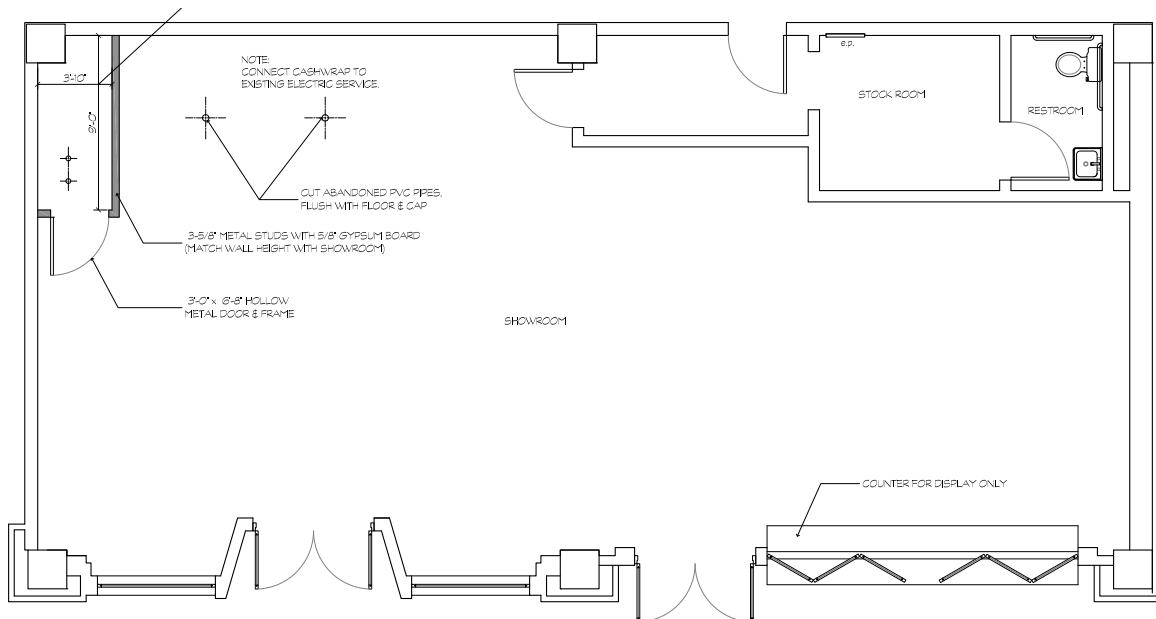 NOTE:
CONNECT CASHWRAP TO
EXISTING ELECTRIC SERVICE.
3'-10"
9'-0"
e.p.
STOCK ROOM
RESTROOM
CUT ABANDONED PVC PIPES,
FLUSH WITH FLOOR & CAP
3-5/8" METAL STUDS WITH 5/8" GYPSUM BOARD
(MATCH WALL HEIGHT WITH SHOWROOM)
3'-0" x 6'-8" HOLLOW
METAL DOOR & FRAME
SHOWROOM
COUNTER FOR DISPLAY ONLY